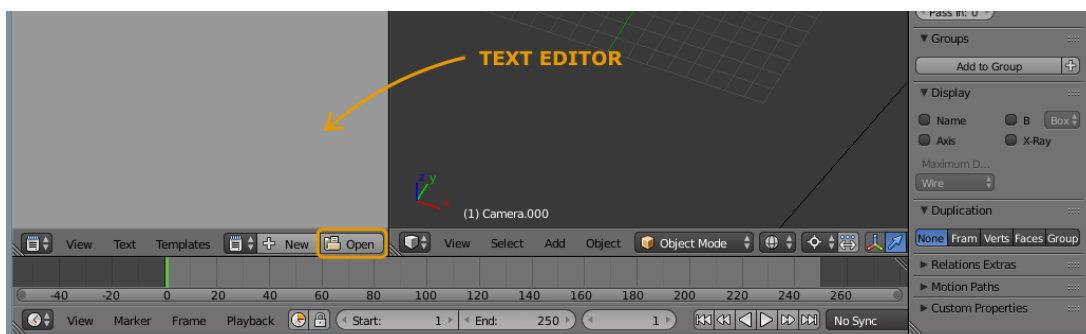 Pass In: 0
Groups
Add to Group
TEXT EDITOR
Display
Name B Box
Axis X-Ray
Maximum D...
Wire
z y x
(1) Camera.000
Duplication
View Text Templates New Open View Select Add Object Object Mode
None Fram Verts Faces Group
Relations Extras
-40 -20 0 20 40 60 80 100 120 140 160 180 200 220 240 260
Motion Paths
Custom Properties
View Marker Frame Playback Start: 1 End: 250 1 No Sync